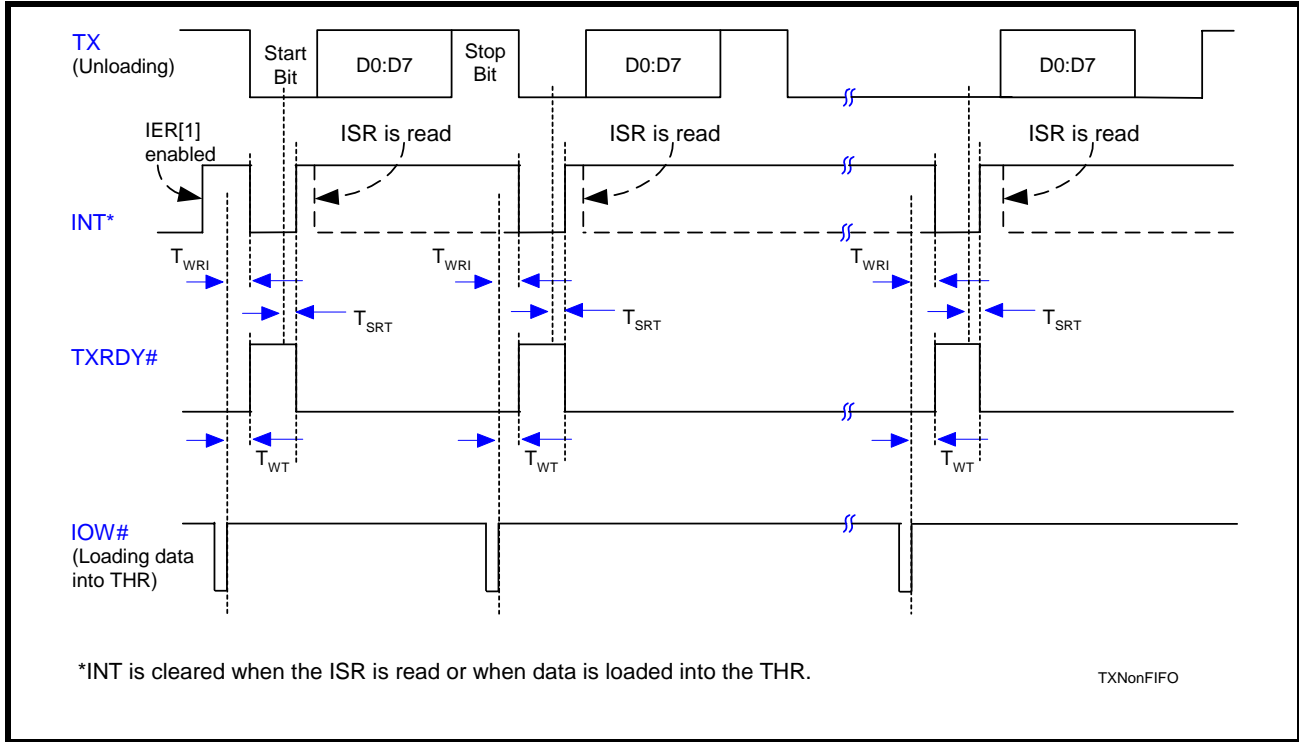 TX
(Unloading)
Start
Bit
D0:D7
Stop
Bit
D0:D7
D0:D7
IER[1]
enabled
ISR is read
ISR is read
ISR is read
INT*
TWRI
TWRI
TWRI
TSRT
TSRT
TSRT
TXRDY#
TWT
TWT
TWT
IOW#
(Loading data
into THR)
*INT is cleared when the ISR is read or when data is loaded into the THR.
TXNonFIFO